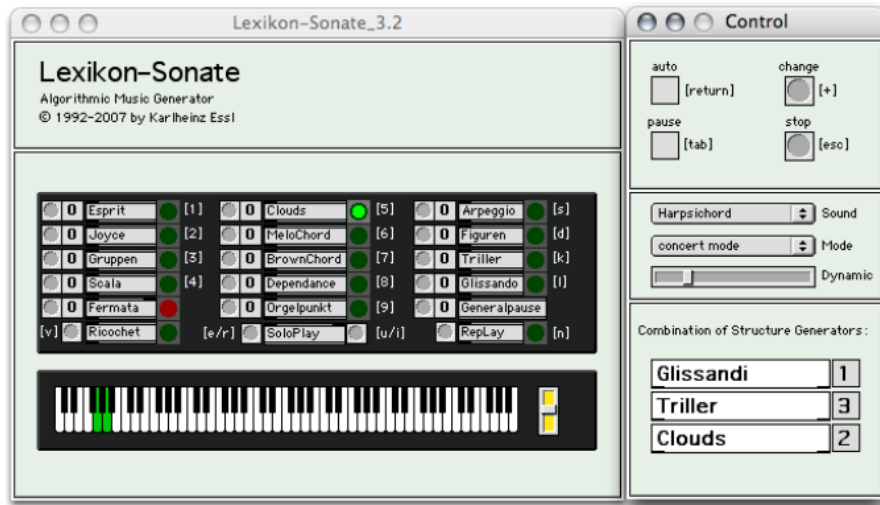 Lexikon-Sonate_3.2
Lexikon-Sonate
Algorithmic Music Generator
© 1992-2007 by Karlheinz Essl
0 Esprit [1] 0 Clouds [5] 0 Arpeggio [s]
0 Joyce [2] 0 MeloChord [6] 0 Figuren [d]
0 Gruppen [3] 0 BrownChord [7] 0 Triller [k]
0 Scala [4] 0 Dependance [8] 0 Glissando [l]
0 Fermata 0 Orgelpunkt [9] 0 Generalpause
[v] Ricochet [e/r] SoloPlay [u/i] RepLay [n]
Control
auto change
[return] [+]
pause stop
[tab] [esc]
Harpsichord Sound
concert mode Mode
Dynamic
Combination of Structure Generators:
Glissandi 1
Triller 3
Clouds 2